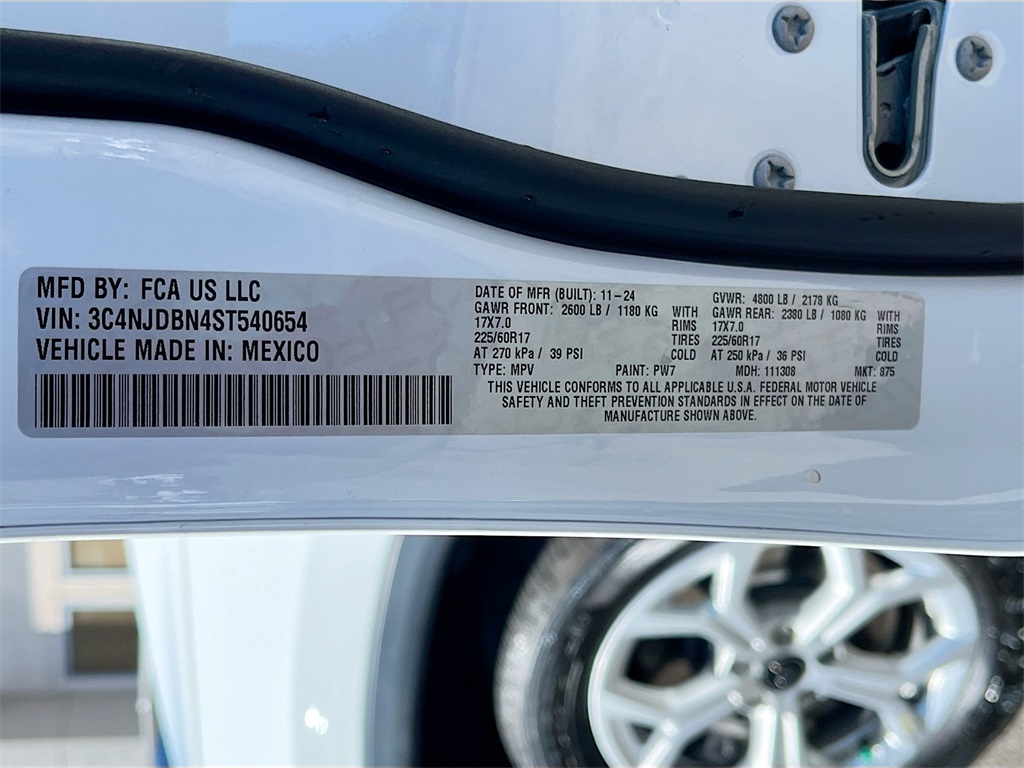 MFD BY: FCA US LLC
VIN: 3C4NJDBN4ST540654
VEHICLE MADE IN: MEXICO
DATE OF MFR (BUILT): 11-24
GAWR FRONT: 2600 LB / 1180 KG WITH
17X7.0 RIMS
225/60R17 TIRES
AT 270 kPa / 39 PSI COLD
GVWR: 4800 LB / 2178 KG
GAWR REAR: 2380 LB / 1080 KG WITH
17X7.0 RIMS
225/60R17 TIRES
AT 250 kPa / 36 PSI COLD
TYPE: MPV PAINT: PW7 MDH: 111308 MKT: 875
THIS VEHICLE CONFORMS TO ALL APPLICABLE U.S.A. FEDERAL MOTOR VEHICLE
SAFETY AND THEFT PREVENTION STANDARDS IN EFFECT ON THE DATE OF
MANUFACTURE SHOWN ABOVE.